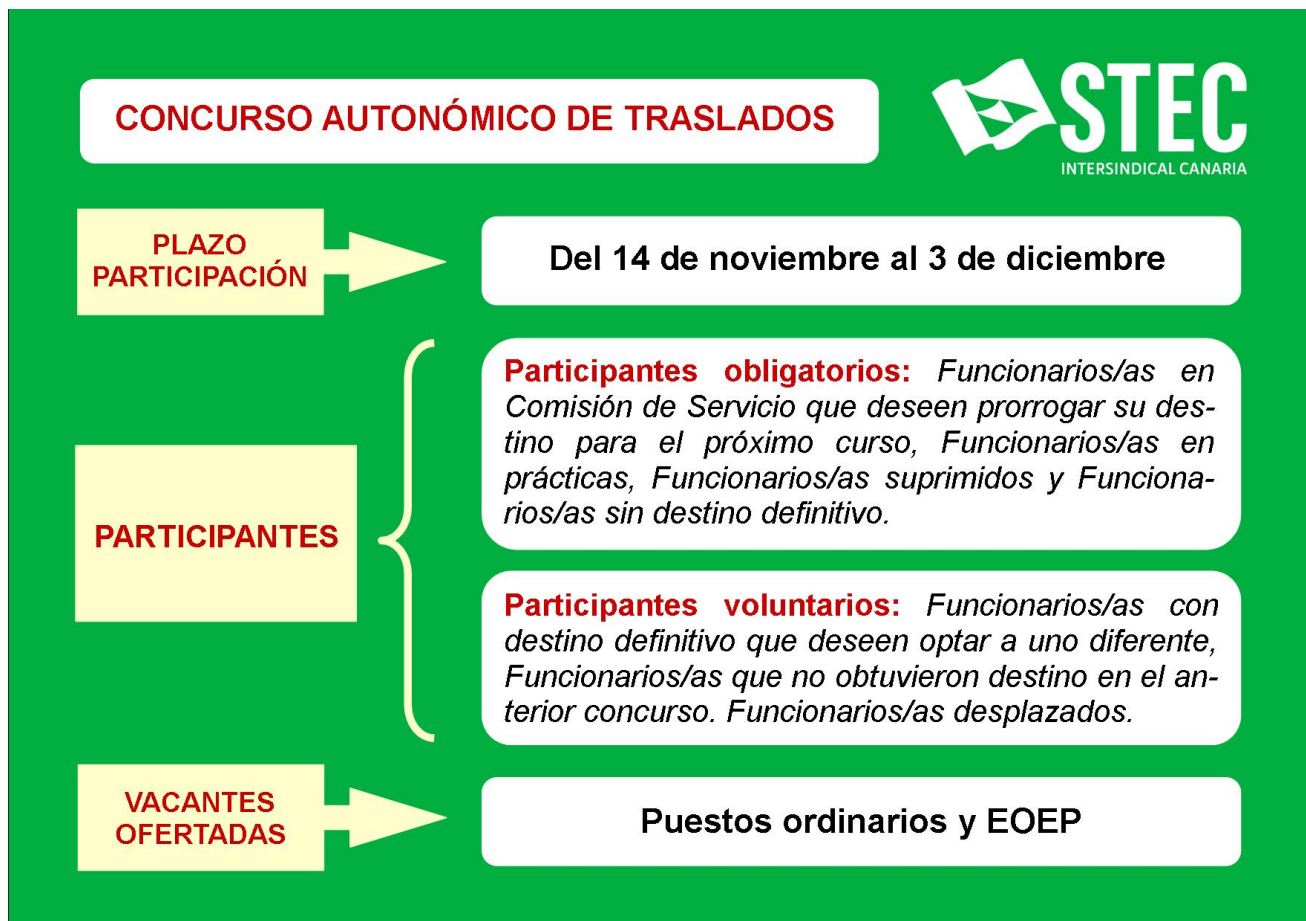 CONCURSO AUTONÓMICO DE TRASLADOS
STEC
INTERSINDICAL CANARIA
PLAZO
PARTICIPACIÓN
Del 14 de noviembre al 3 de diciembre
PARTICIPANTES
Participantes obligatorios: Funcionarios/as en
Comisión de Servicio que deseen prorrogar su des-
tino para el próximo curso, Funcionarios/as en
prácticas, Funcionarios/as suprimidos y Funciona-
rios/as sin destino definitivo.
Participantes voluntarios: Funcionarios/as con
destino definitivo que deseen optar a uno diferente,
Funcionarios/as que no obtuvieron destino en el an-
terior concurso. Funcionarios/as desplazados.
VACANTES
OFERTADAS
Puestos ordinarios y EOEP